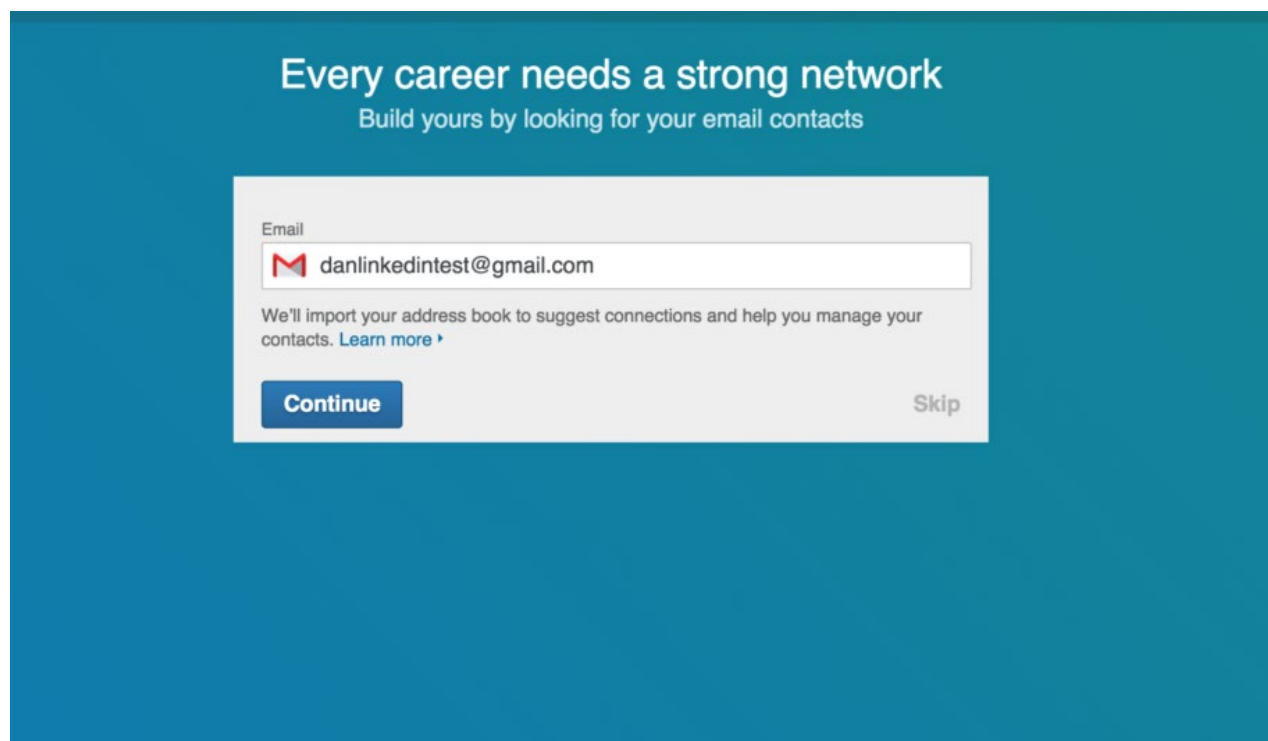 Every career needs a strong network
Build yours by looking for your email contacts
Email
danlinkedintest@gmail.com
We'll import your address book to suggest connections and help you manage your
contacts. Learn more
Continue
Skip